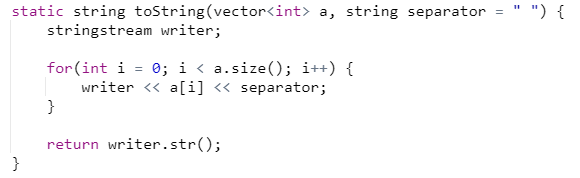 static string toString(vector<int> a, string separator = " ") {
    stringstream writer;

    for(int i = 0; i < a.size(); i++) {
        writer << a[i] << separator;
    }

    return writer.str();
}